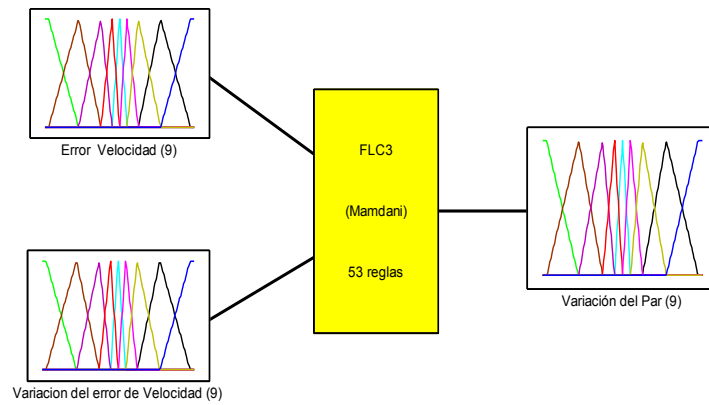 Error Velocidad (9)
FLC3
(Mamdani)
53 reglas
Variación del Par (9)
Variacion del error de Velocidad (9)